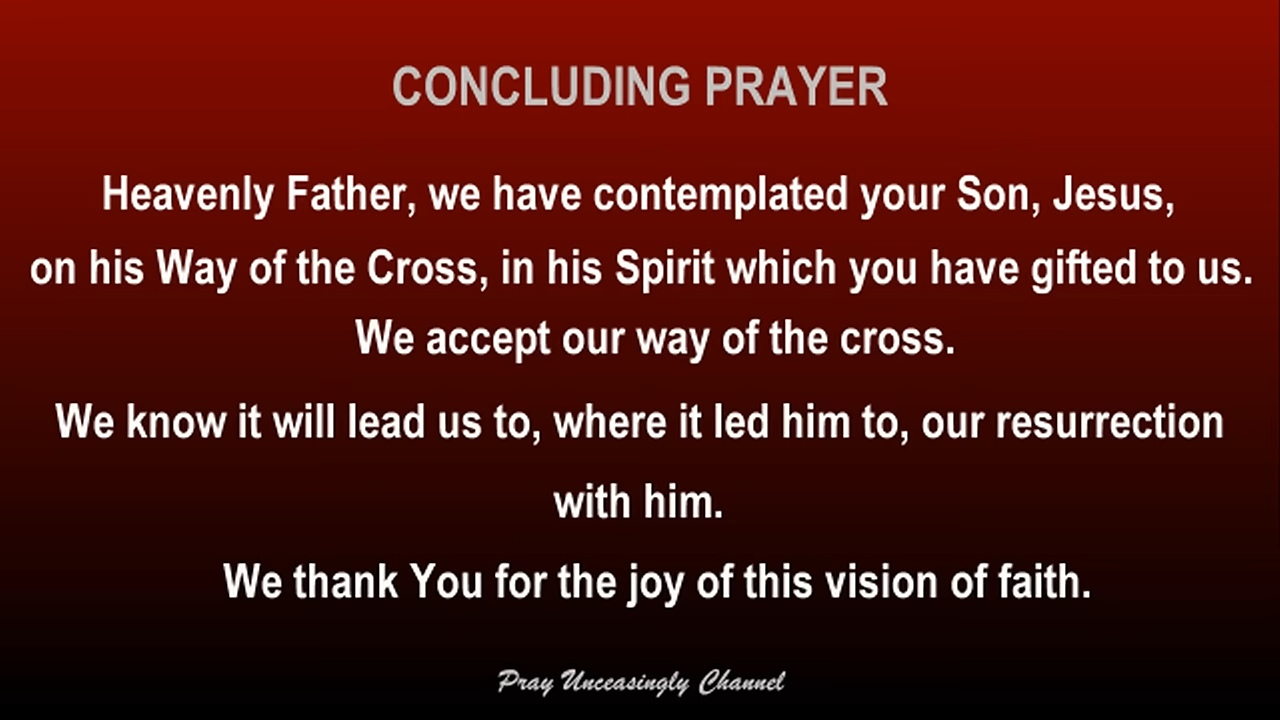 CONCLUDING PRAYER
Heavenly Father, we have contemplated your Son, Jesus,
on his Way of the Cross, in his Spirit which you have gifted to us.
We accept our way of the cross.
We know it will lead us to, where it led him to, our resurrection
with him.
We thank You for the joy of this vision of faith.
Pray Unceasingly Channel